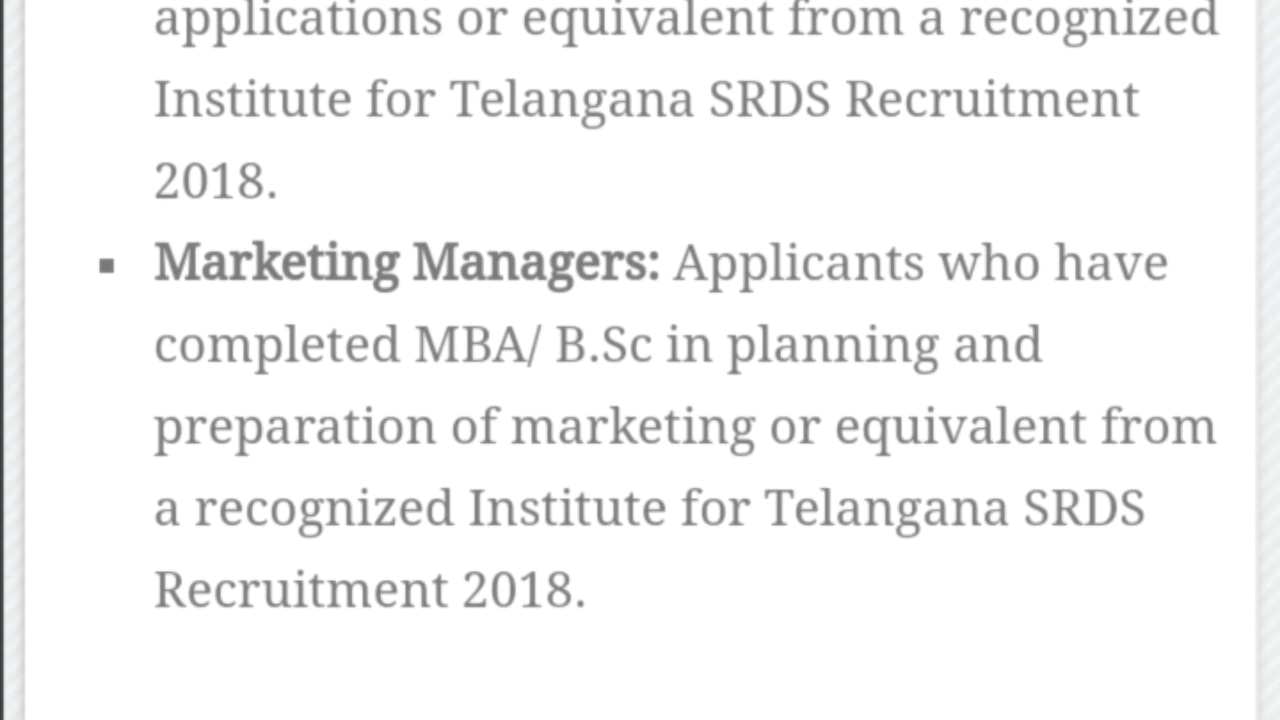 applications or equivalent from a recognized
Institute for Telangana SRDS Recruitment
2018.
▪ Marketing Managers: Applicants who have
completed MBA/ B.Sc in planning and
preparation of marketing or equivalent from
a recognized Institute for Telangana SRDS
Recruitment 2018.